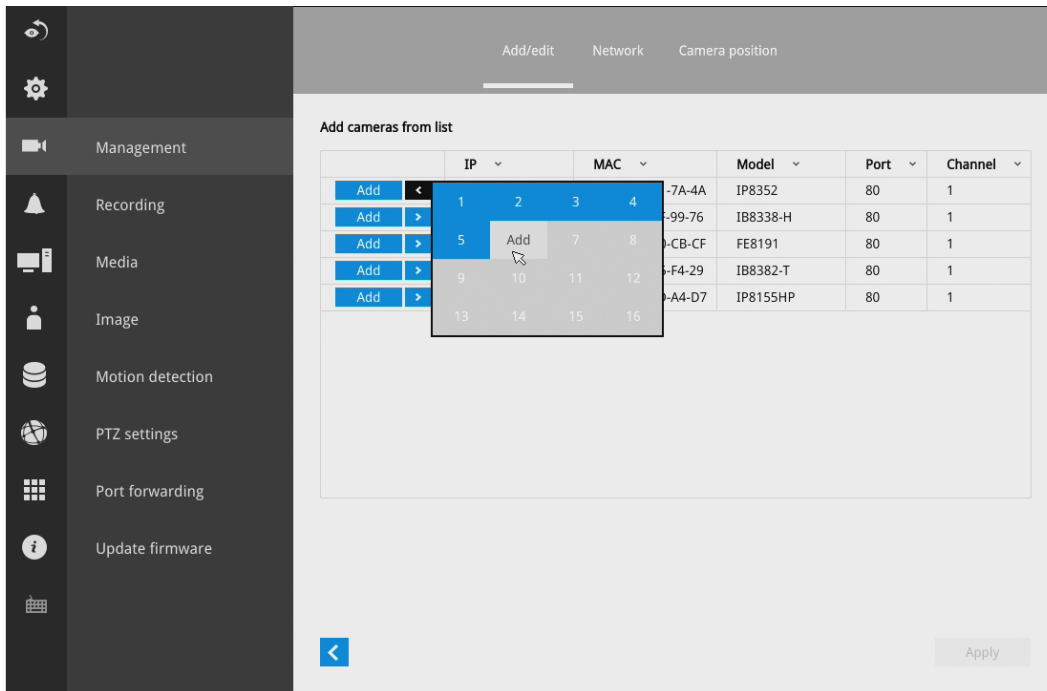 Add/edit Network Camera position
Management
Recording
Media
Image
Motion detection
PTZ settings
Port forwarding
Update firmware
Add cameras from list
IP MAC Model Port Channel
Add -7A-4A IP8352 80 1
Add -99-76 IB8338-H 80 1
Add -CB-CF FE8191 80 1
Add -F4-29 IB8382-T 80 1
Add -A4-D7 IP8155HP 80 1
1 2 3 4
5 Add 7 8
9 10 11 12
13 14 15 16
Apply